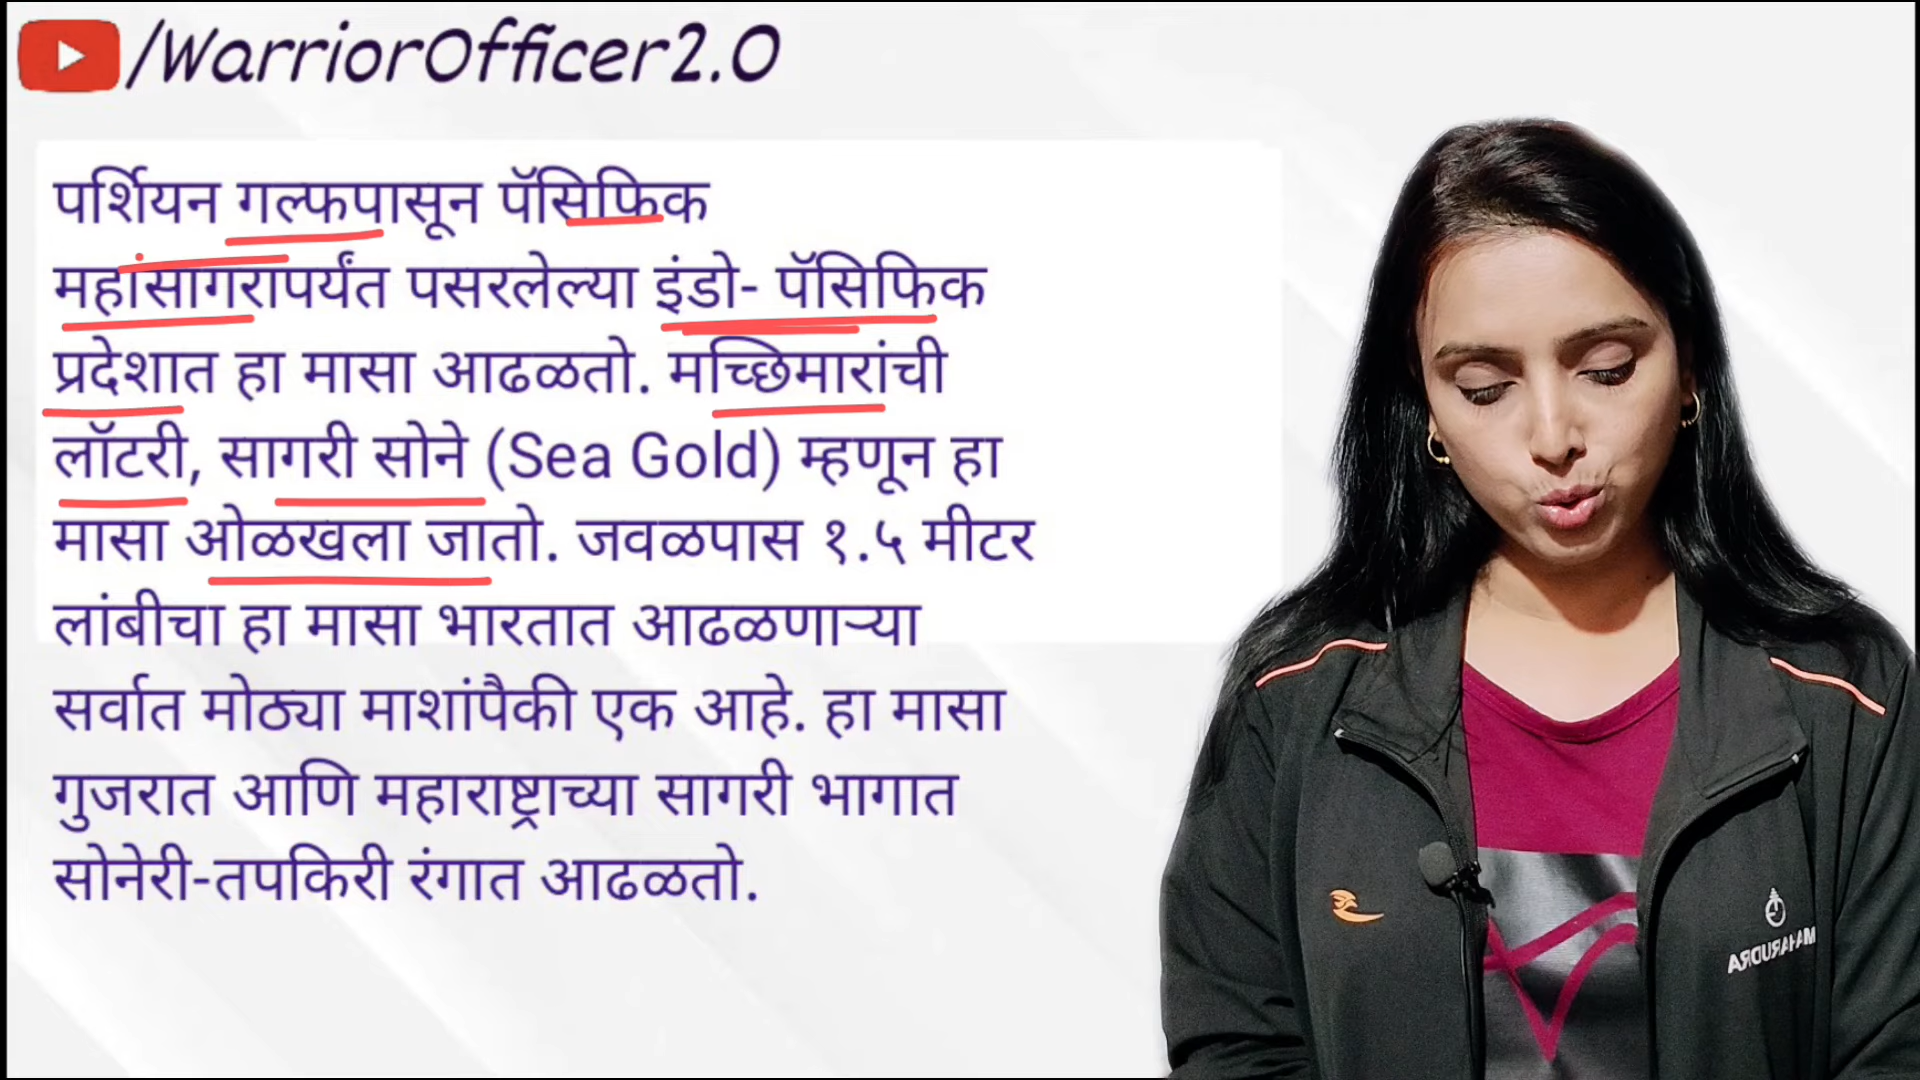 /WarriorOfficer2.0
पर्शियन गल्फपासून पॅसिफिक
महांसागरापर्यंत पसरलेल्या इंडो- पॅसिफिक
प्रदेशात हा मासा आढळतो. मच्छिमारांची
लॉटरी, सागरी सोने (Sea Gold) म्हणून हा
मासा ओळखला जातो. जवळपास १.५ मीटर
लांबीचा हा मासा भारतात आढळणाऱ्या
सर्वात मोठ्या माशांपैकी एक आहे. हा मासा
गुजरात आणि महाराष्ट्राच्या सागरी भागात
सोनेरी-तपकिरी रंगात आढळतो.
MAHARUDRA